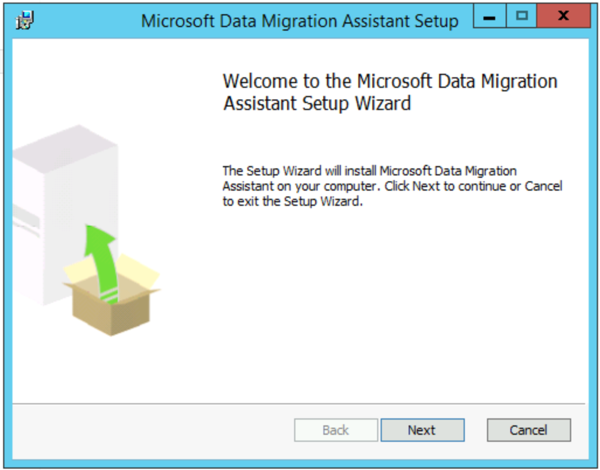 Microsoft Data Migration Assistant Setup
x
Welcome to the Microsoft Data Migration
Assistant Setup Wizard
The Setup Wizard will install Microsoft Data Migration
Assistant on your computer. Click Next to continue or Cancel
to exit the Setup Wizard.
Back Next Cancel